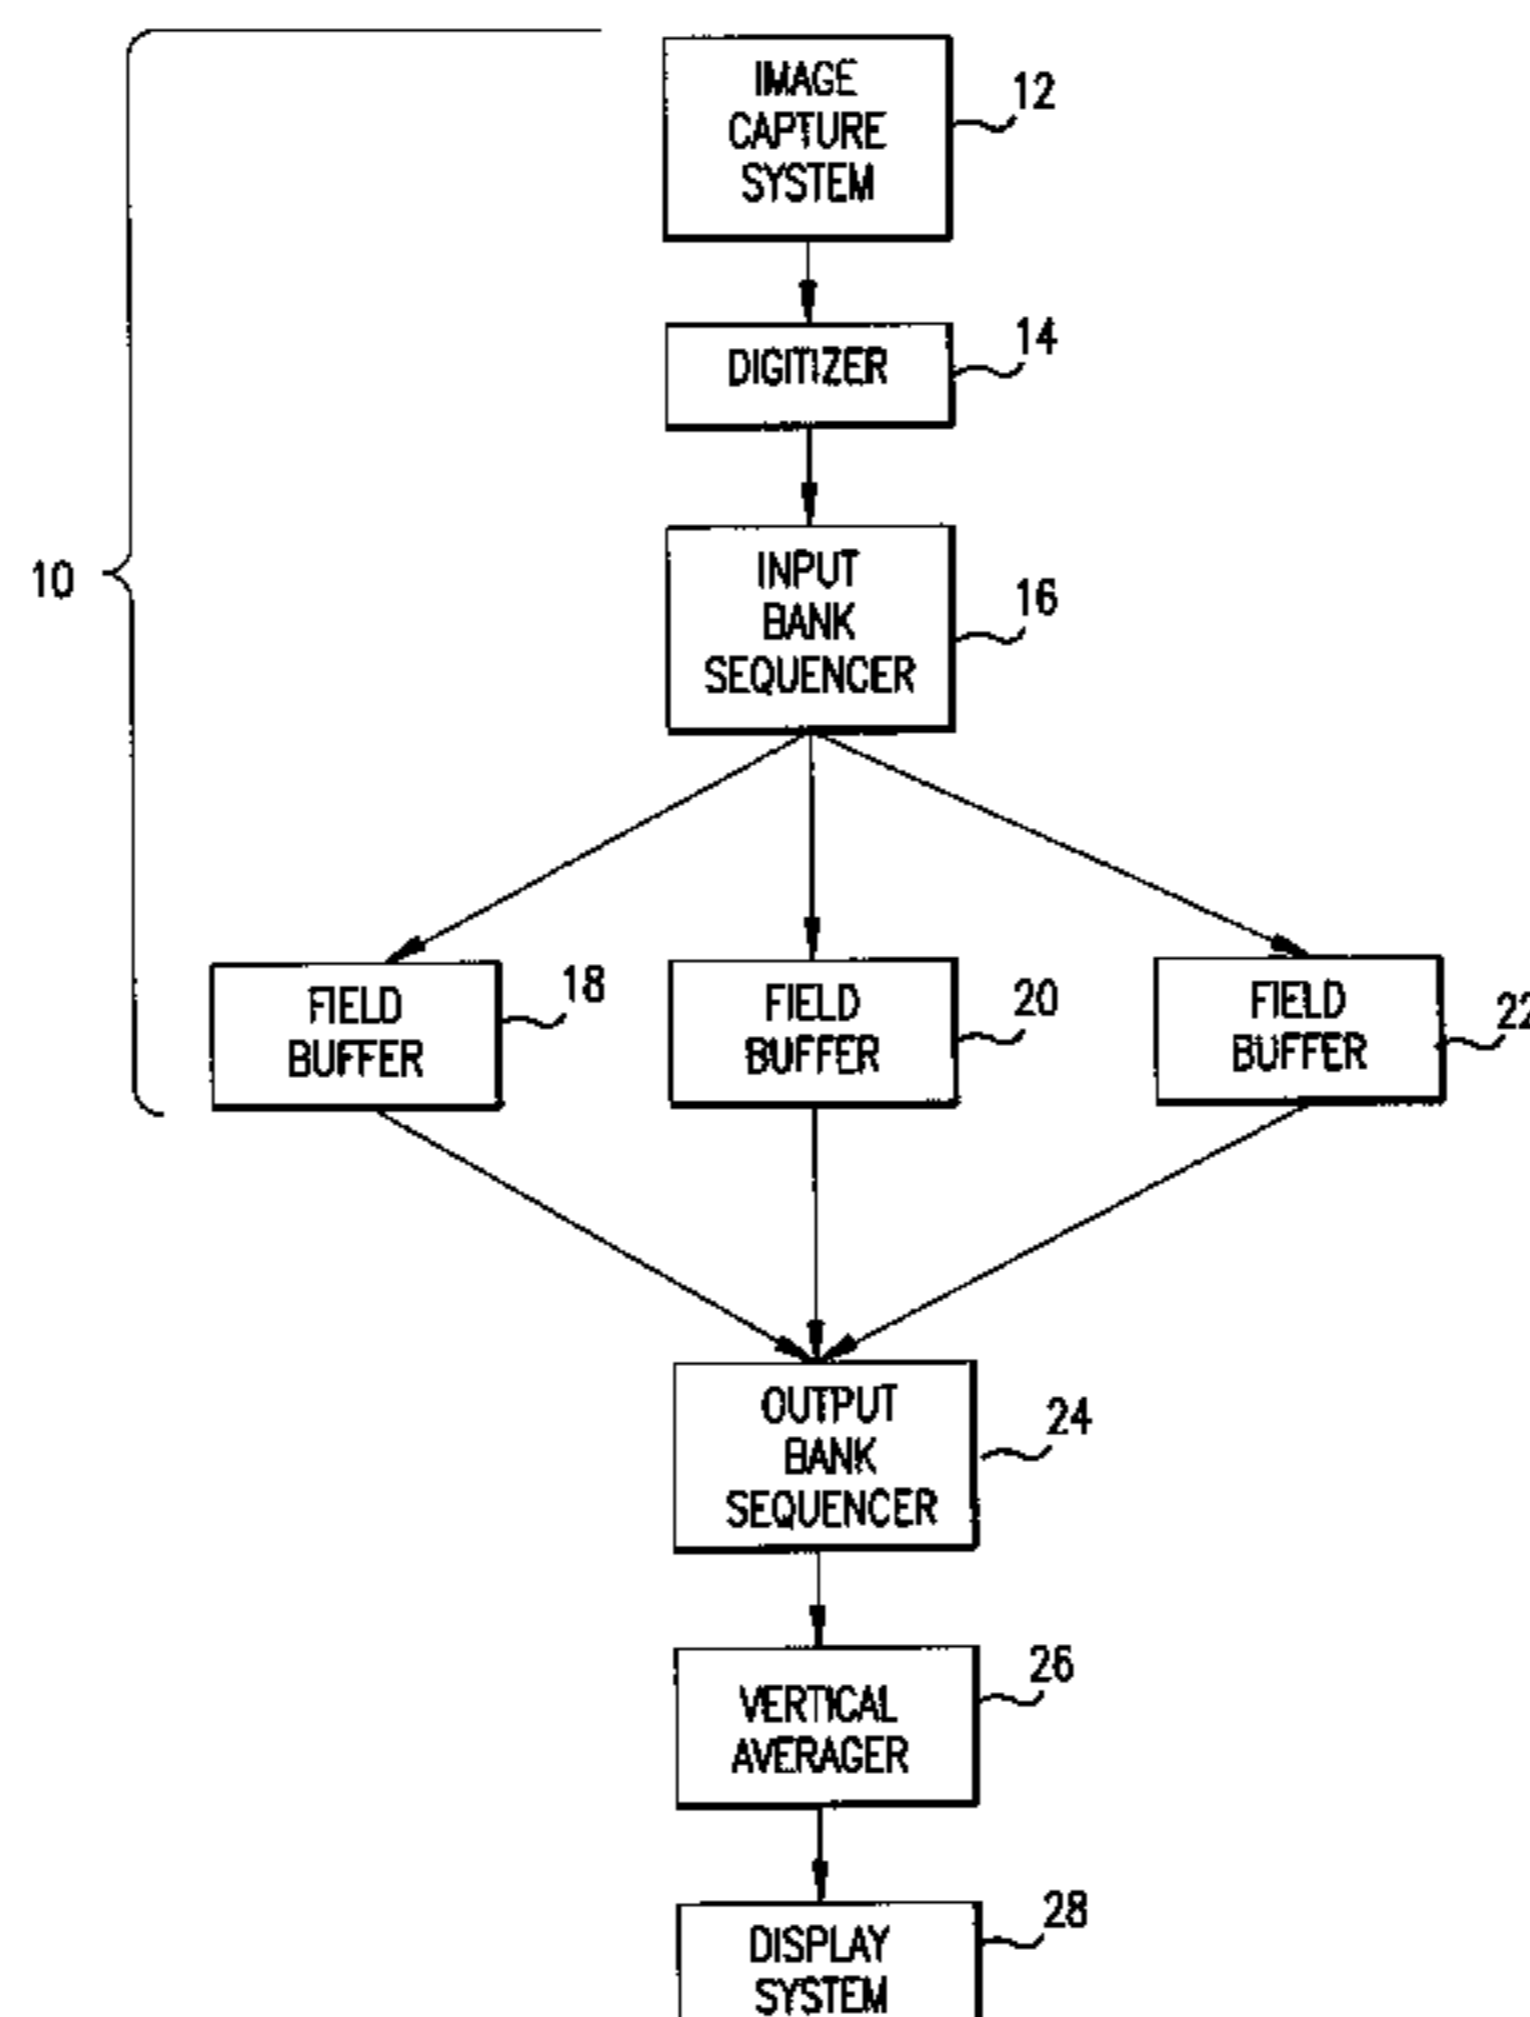 IMAGE
CAPTURE
SYSTEM
12
DIGITIZER
14
10
INPUT
BANK
SEQUENCER
16
FIELD
BUFFER
18
FIELD
BUFFER
20
FIELD
BUFFER
22
OUTPUT
BANK
SEQUENCER
24
VERTICAL
AVERAGER
26
DISPLAY
SYSTEM
28